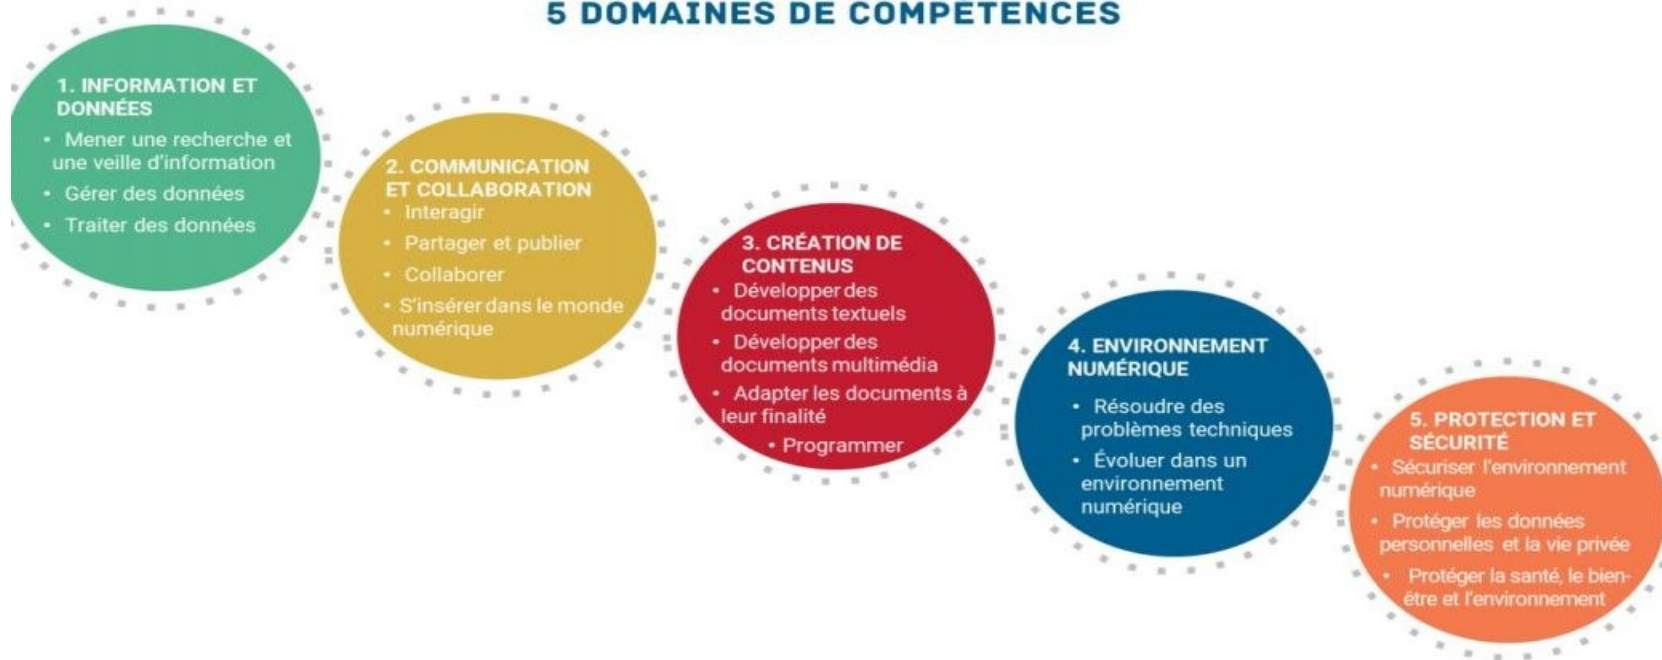 5 DOMAINES DE COMPÉTENCES
1. INFORMATION ET
DONNÉES
• Mener une recherche et
une veille d'information
• Gérer des données
• Traiter des données
2. COMMUNICATION
ET COLLABORATION
• Interagir
• Partager et publier
• Collaborer
• S'insérer dans le monde
numérique
3. CRÉATION DE
CONTENUS
• Développer des
documents textuels
• Développer des
documents multimédia
• Adapter les documents à
leur finalité
• Programmer
4. ENVIRONNEMENT
NUMÉRIQUE
• Résoudre des
problèmes techniques
• Évoluer dans un
environnement
numérique
5. PROTECTION ET
SÉCURITÉ
• Sécuriser l'environnement
numérique
• Protéger les données
personnelles et la vie privée
• Protéger la santé, le bien-
être et l'environnement